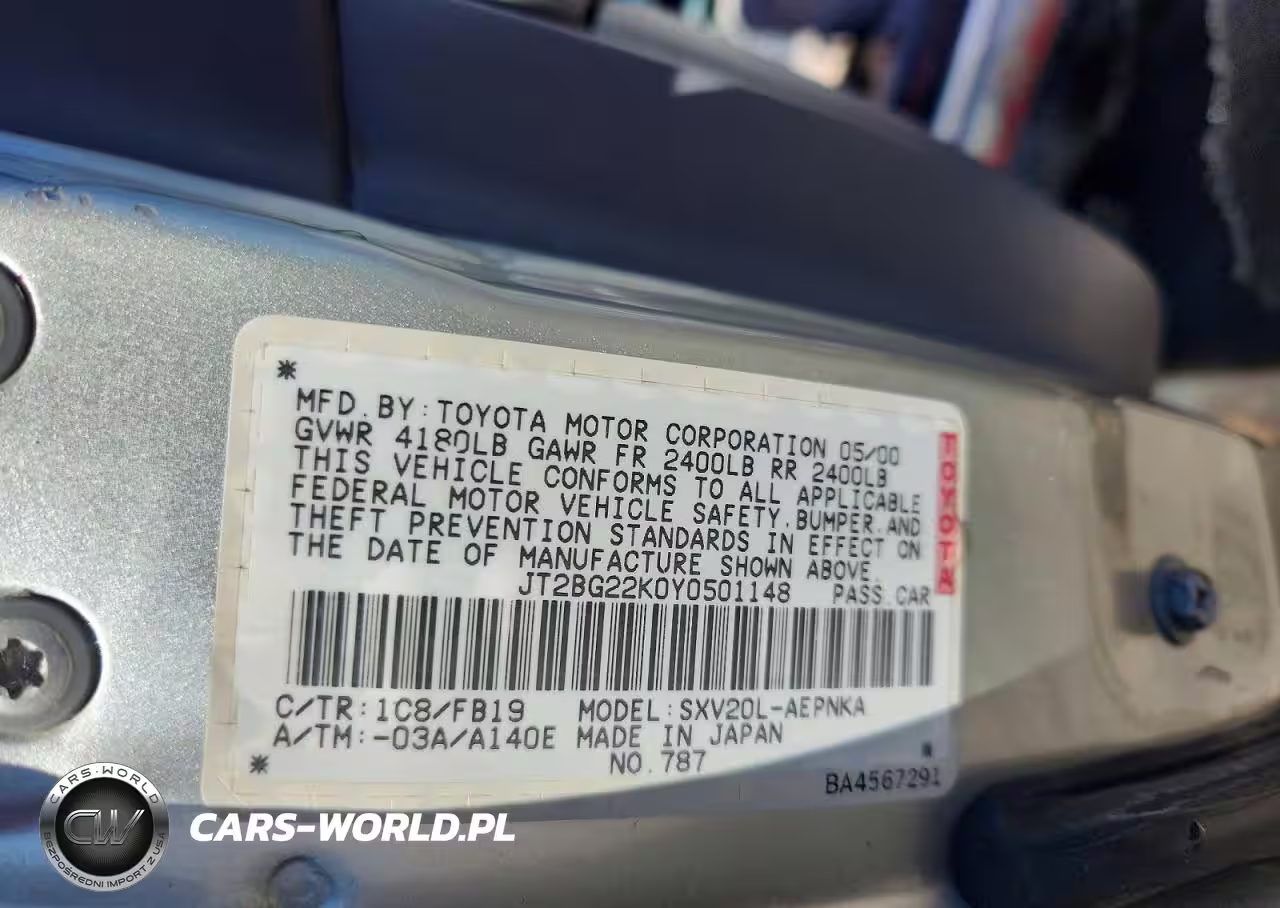 *
MFD. BY: TOYOTA MOTOR CORPORATION 05/00
GVWR 4180LB GAWR FR 2400LB RR 2400LB
THIS VEHICLE CONFORMS TO ALL APPLICABLE
FEDERAL MOTOR VEHICLE SAFETY, BUMPER, AND
THEFT PREVENTION STANDARDS IN EFFECT ON
THE DATE OF MANUFACTURE SHOWN ABOVE.
JT2BG22K0Y0501148 PASS. CAR
TOYOTA
C/TR: 1C8/FB19 MODEL: SXV20L-AEPNKA
A/TM: -03A/A140E MADE IN JAPAN
* NO. 787
BA4567291
CARS-WORLD
CW
BEZPOŚREDNI IMPORT Z USA
CARS-WORLD.PL